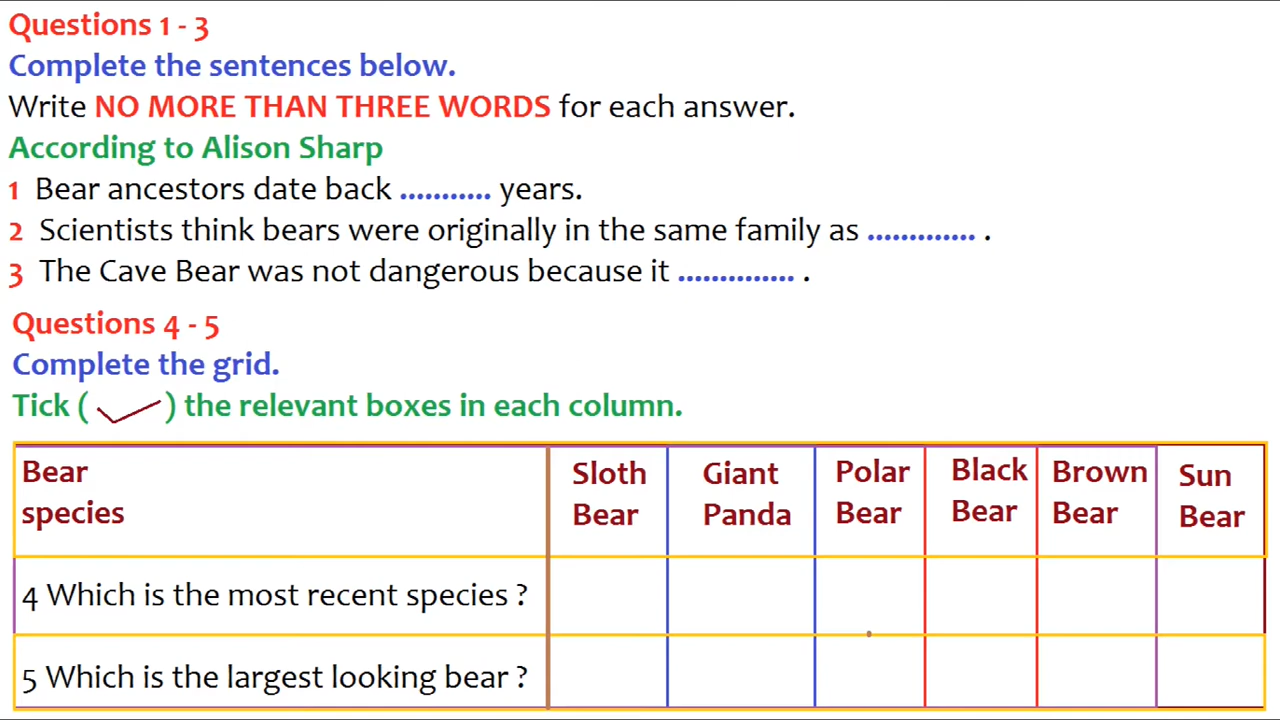 Questions 1 - 3
Complete the sentences below.
Write NO MORE THAN THREE WORDS for each answer.
According to Alison Sharp
1 Bear ancestors date back ........... years.
2 Scientists think bears were originally in the same family as ............. .
3 The Cave Bear was not dangerous because it .............. .
Questions 4 - 5
Complete the grid.
Tick ( ✓ ) the relevant boxes in each column.
Bear species
Sloth Bear
Giant Panda
Polar Bear
Black Bear
Brown Bear
Sun Bear
4 Which is the most recent species ?
5 Which is the largest looking bear ?